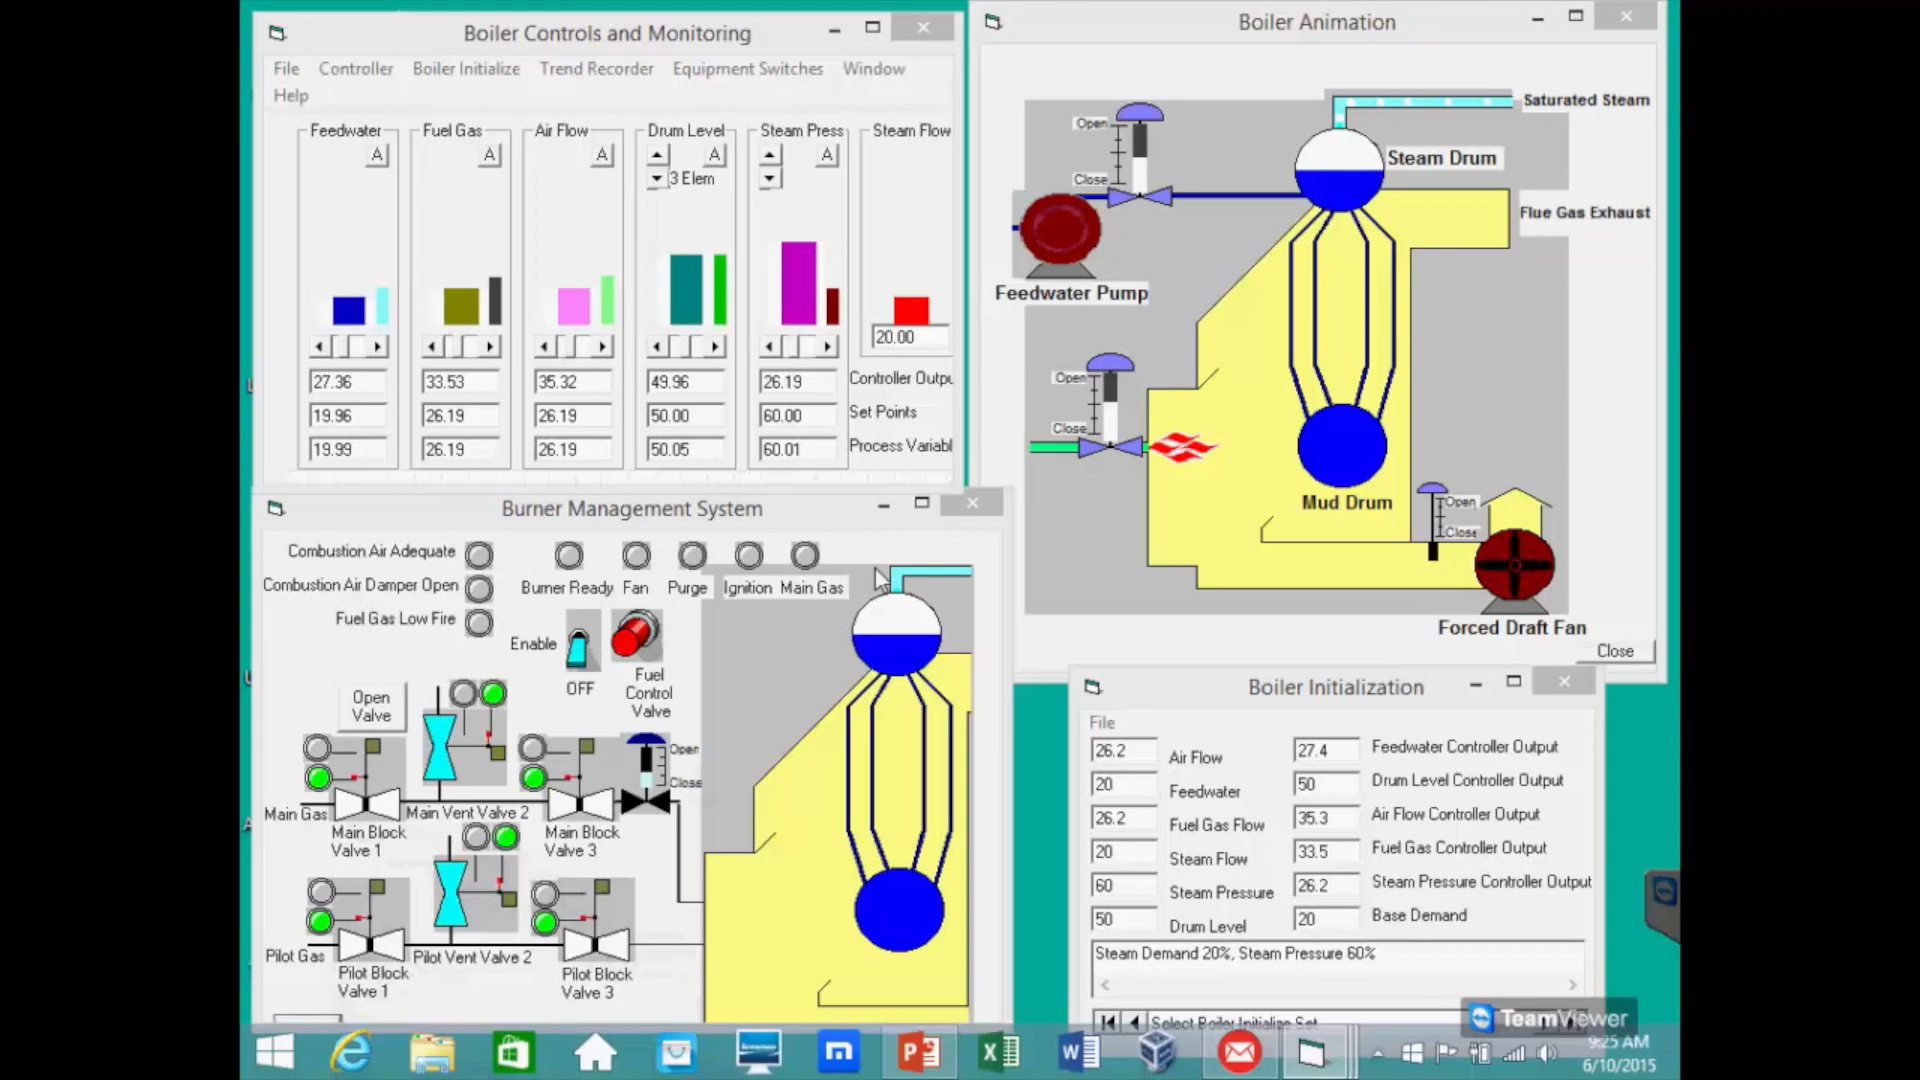 Boiler Controls and Monitoring
File Controller Boiler Initialize Trend Recorder Equipment Switches Window
Help
Feedwater Fuel Gas Air Flow Drum Level Steam Press Steam Flow
A A A A A
3 Elem
20.00
27.36 33.53 35.32 49.96 26.19 Controller Outpu
19.96 26.19 26.19 50.00 60.00 Set Points
19.99 26.19 26.19 50.05 60.01 Process Variabl
Boiler Animation
Saturated Steam
Open
Steam Drum
Close
Flue Gas Exhaust
Feedwater Pump
Open
Close
Mud Drum
Open
Close
Forced Draft Fan
Close
Burner Management System
Combustion Air Adequate
Combustion Air Damper Open
Fuel Gas Low Fire
Burner Ready Fan Purge Ignition Main Gas
Enable
OFF
Fuel
Control
Valve
Open
Valve
Open
Close
Main Gas
Main Vent Valve 2
Main Block
Valve 1
Main Block
Valve 3
Pilot Gas
Pilot Vent Valve 2
Pilot Block
Valve 1
Pilot Block
Valve 3
Boiler Initialization
File
26.2 Air Flow 27.4 Feedwater Controller Output
20 Feedwater 50 Drum Level Controller Output
26.2 Fuel Gas Flow 35.3 Air Flow Controller Output
20 Steam Flow 33.5 Fuel Gas Controller Output
60 Steam Pressure 26.2 Steam Pressure Controller Output
50 Drum Level 20 Base Demand
Steam Demand 20%, Steam Pressure 60%
Select Boiler Initialize Set
TeamViewer
9:25 AM
6/10/2015